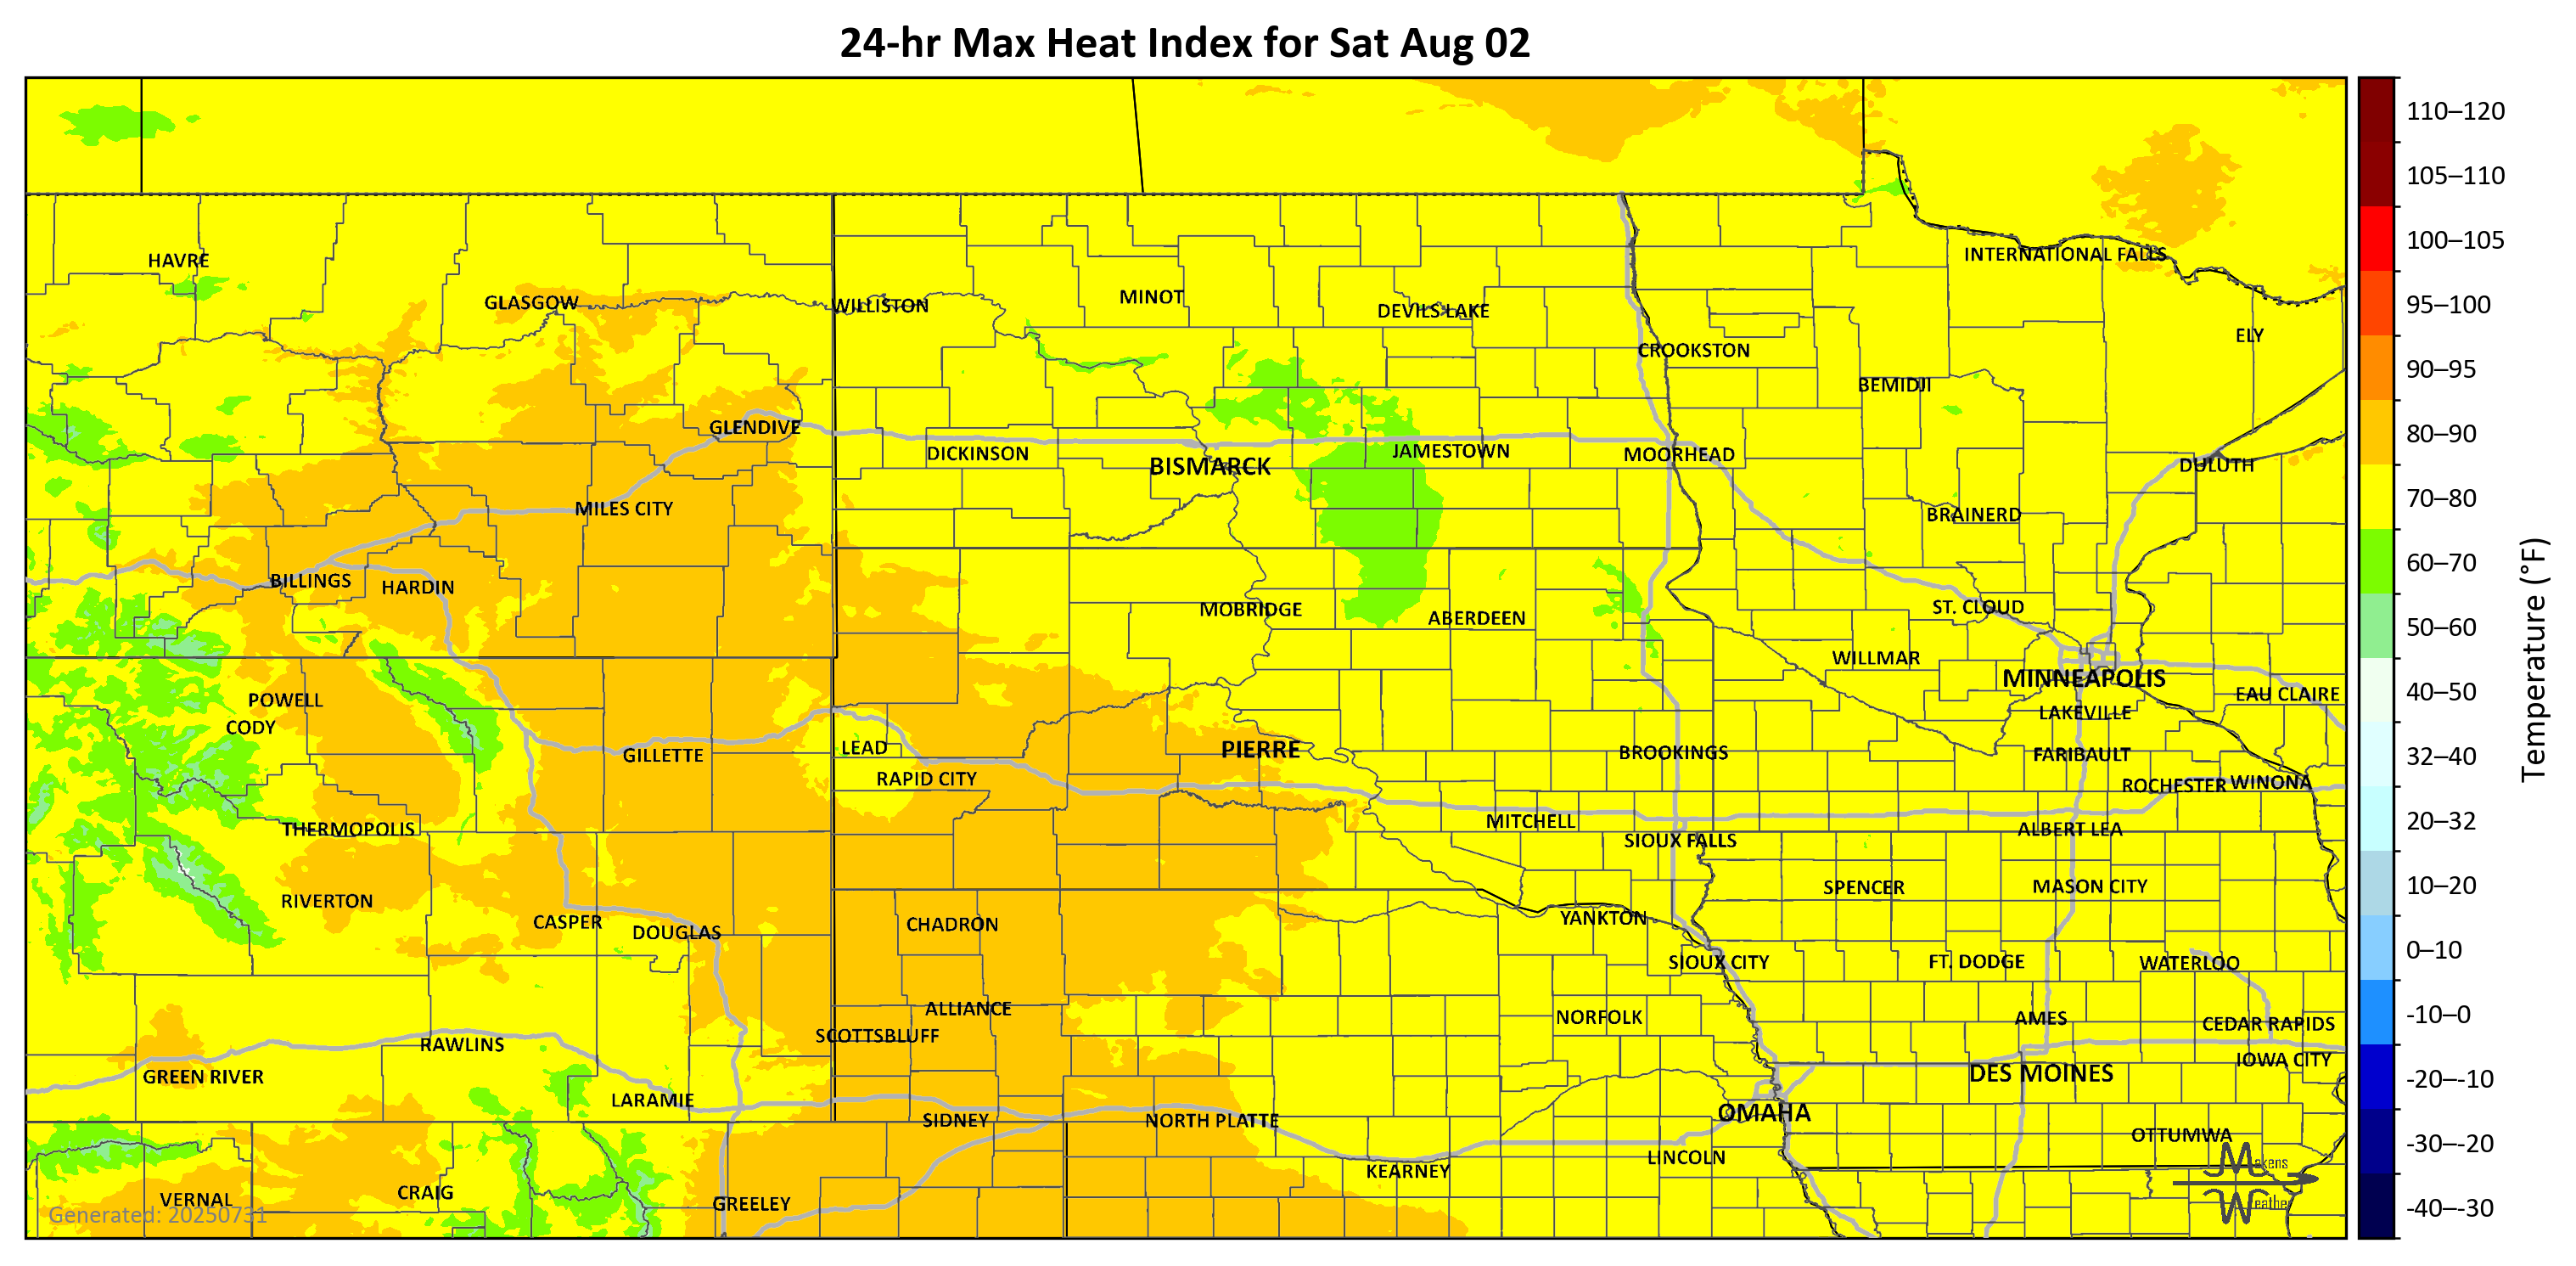 24-hr Max Heat Index for Sat Aug 02
HAVRE
GLASGOW
WILLISTON
MINOT
DEVILS LAKE
CROOKSTON
INTERNATIONAL FALLS
ELY
BEMIDJI
GLENDIVE
DICKINSON
BISMARCK
JAMESTOWN
MOORHEAD
DULUTH
MILES CITY
BRAINERD
BILLINGS
HARDIN
MOBRIDGE
ABERDEEN
ST. CLOUD
WILLMAR
MINNEAPOLIS
EAU CLAIRE
LAKEVILLE
POWELL
CODY
GILLETTE
LEAD
RAPID CITY
PIERRE
BROOKINGS
FARIBAULT
ROCHESTER
WINONA
THERMOPOLIS
MITCHELL
SIOUX FALLS
ALBERT LEA
RIVERTON
CASPER
DOUGLAS
CHADRON
YANKTON
SPENCER
MASON CITY
SIOUX CITY
FT. DODGE
WATERLOO
ALLIANCE
SCOTTSBLUFF
NORFOLK
AMES
CEDAR RAPIDS
IOWA CITY
RAWLINS
GREEN RIVER
LARAMIE
SIDNEY
NORTH PLATTE
OMAHA
DES MOINES
OTTUMWA
KEARNEY
LINCOLN
VERNAL
CRAIG
GREELEY
Generated: 20250731
Makens
Weather
110–120
105–110
100–105
95–100
90–95
80–90
70–80
60–70
50–60
40–50
32–40
20–32
10–20
0–10
-10–0
-20–-10
-30–-20
-40–-30
Temperature (°F)